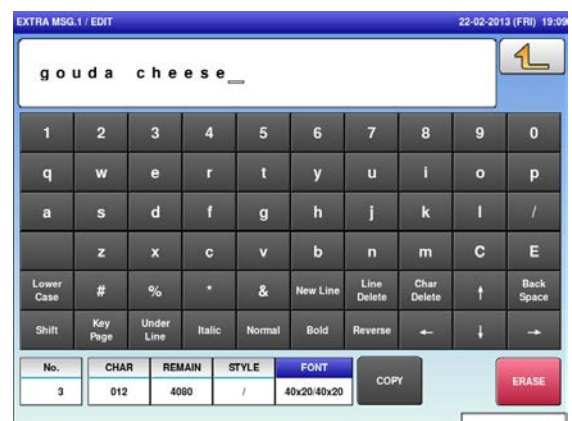 EXTRA MSG.1 / EDIT 22-02-2013 (FRI) 19:09
gouda cheese_
1 2 3 4 5 6 7 8 9 0
q w e r t y u i o p
a s d f g h j k l /
z x c v b n m C E
Lower Case # % * & New Line Line Delete Char Delete ↑ Back Space
Shift Key Page Under Line Italic Normal Bold Reverse ← ↓ →
No. CHAR REMAIN STYLE FONT COPY ERASE
3 012 4080 / 40x20/40x20